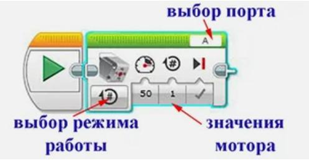 выбор порта
A
#
#
50 1
выбор режима
работы
значения
мотора